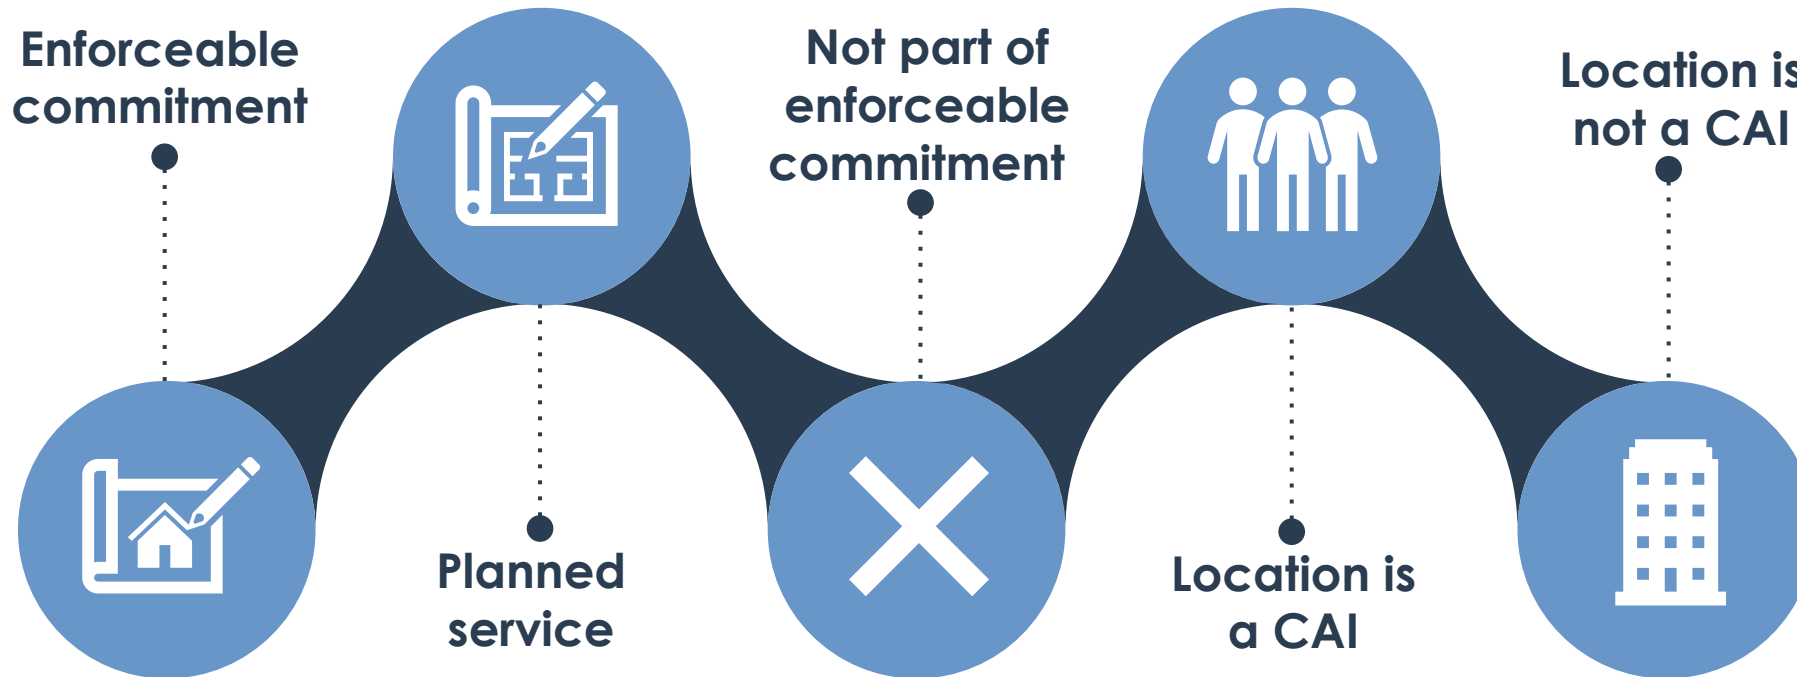 Enforceable
commitment
Planned
service
Not part of
enforceable
commitment
Location is
a CAI
Location is
not a CAI